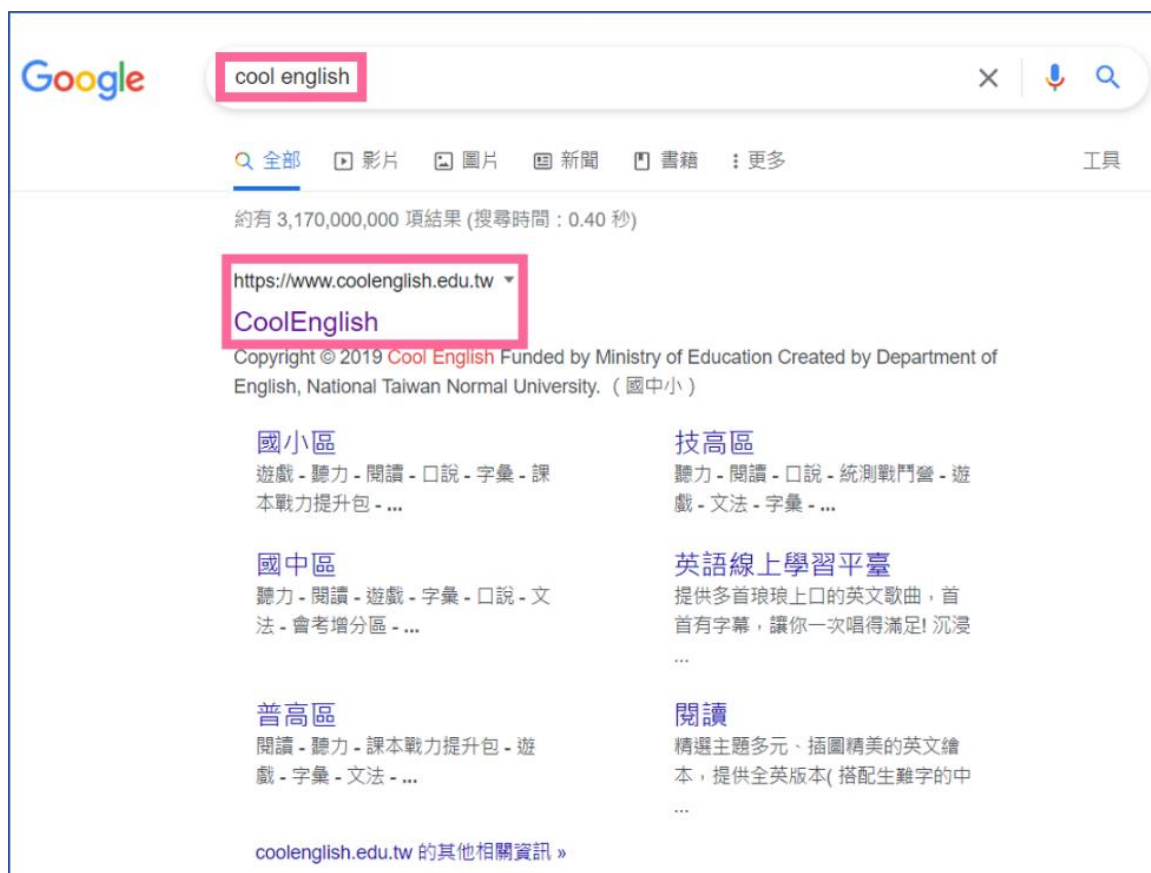 Google
cool english
全部 影片 圖片 新聞 書籍 更多 工具
約有 3,170,000,000 項結果 (搜尋時間：0.40 秒)
https://www.coolenglish.edu.tw
CoolEnglish
Copyright © 2019 Cool English Funded by Ministry of Education Created by Department of
English, National Taiwan Normal University. （國中小）
國小區
遊戲 - 聽力 - 閱讀 - 口說 - 字彙 - 課
本戰力提升包 - ...
技高區
聽力 - 閱讀 - 口說 - 統測戰鬥營 - 遊
戲 - 文法 - 字彙 - ...
國中區
聽力 - 閱讀 - 遊戲 - 字彙 - 口說 - 文
法 - 會考增分區 - ...
英語線上學習平臺
提供多首琅琅上口的英文歌曲，首
首有字幕，讓你一次唱得滿足! 沉浸
...
普高區
閱讀 - 聽力 - 課本戰力提升包 - 遊
戲 - 字彙 - 文法 - ...
閱讀
精選主題多元、插圖精美的英文繪
本，提供全英版本( 搭配生難字的中
...
coolenglish.edu.tw 的其他相關資訊 »